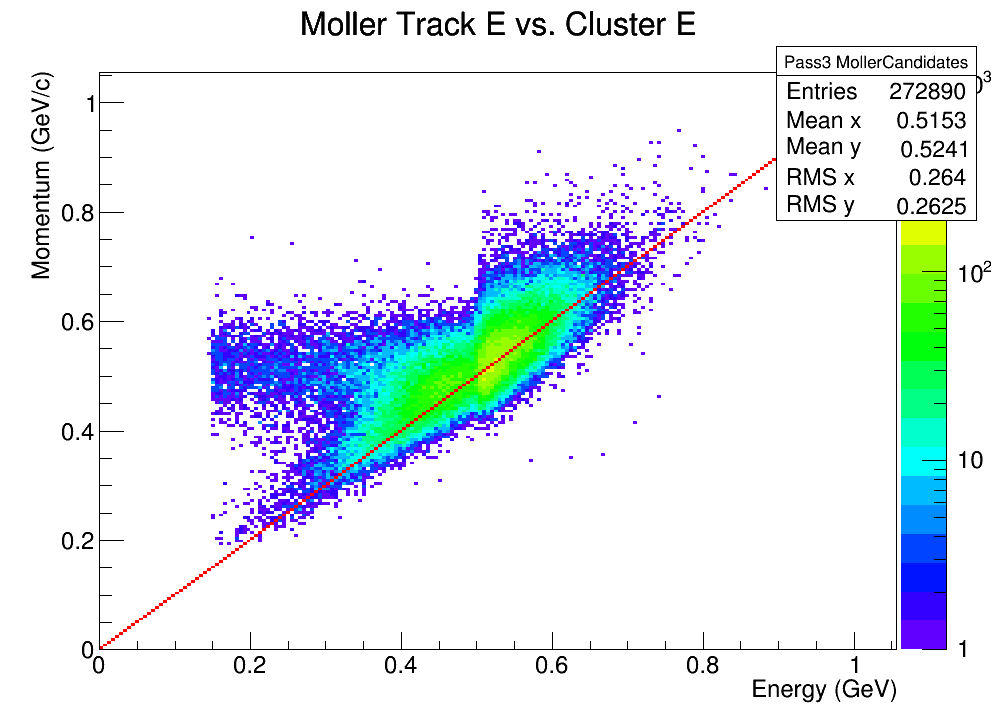 Moller Track E vs. Cluster E
Pass3 MollerCandidates
Entries 272890
Mean x 0.5153
Mean y 0.5241
RMS x 0.264
RMS y 0.2625
Momentum (GeV/c)
1
0.8
0.6
0.4
0.2
0
0 0.2 0.4 0.6 0.8 1
Energy (GeV)
10²
10
1